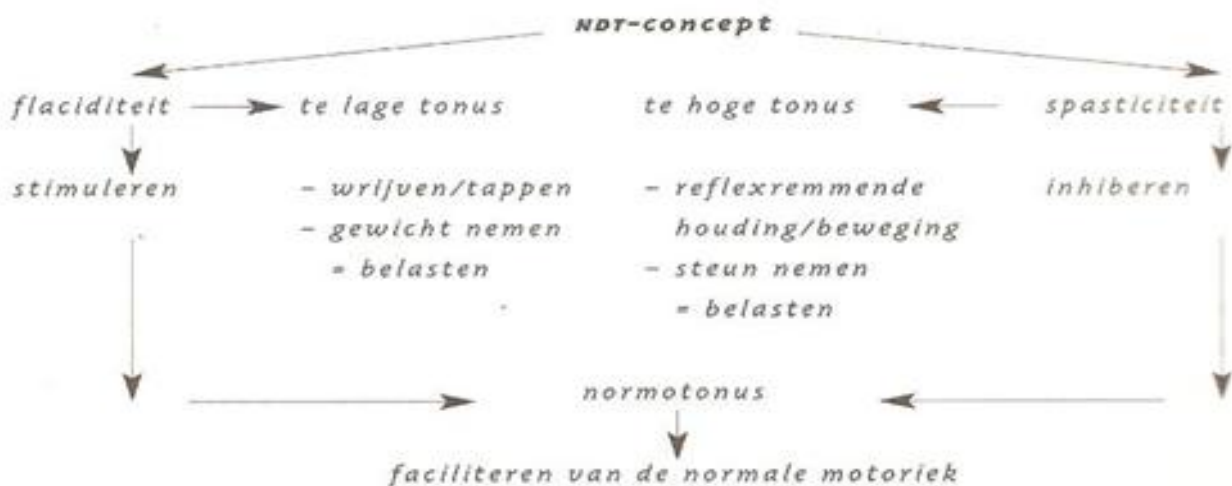 NDT-concept
flaciditeit te lage tonus te hoge tonus spasticiteit
stimuleren - wrijven/tappen - reflexremmende inhiberen
- gewicht nemen houding/beweging
= belasten - steun nemen
= belasten
normotonus
faciliteren van de normale motoriek